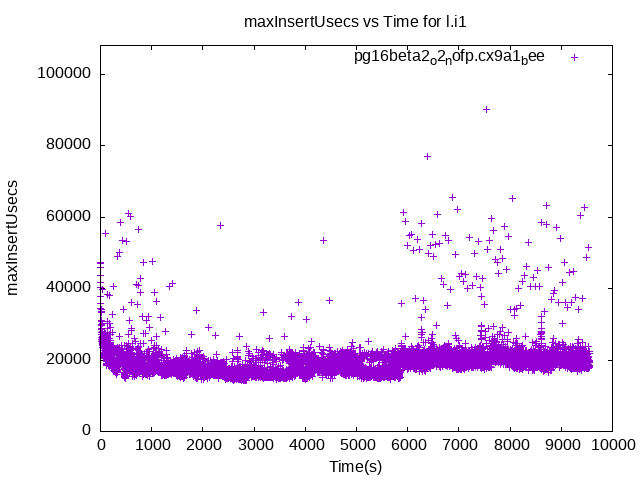 maxInsertUsecs vs Time for l.i1
pg16beta2ₒ2ₙofp.cx9a1_bee
100000
80000
60000
40000
20000
0
maxInsertUsecs
0 1000 2000 3000 4000 5000 6000 7000 8000 9000 10000
Time(s)